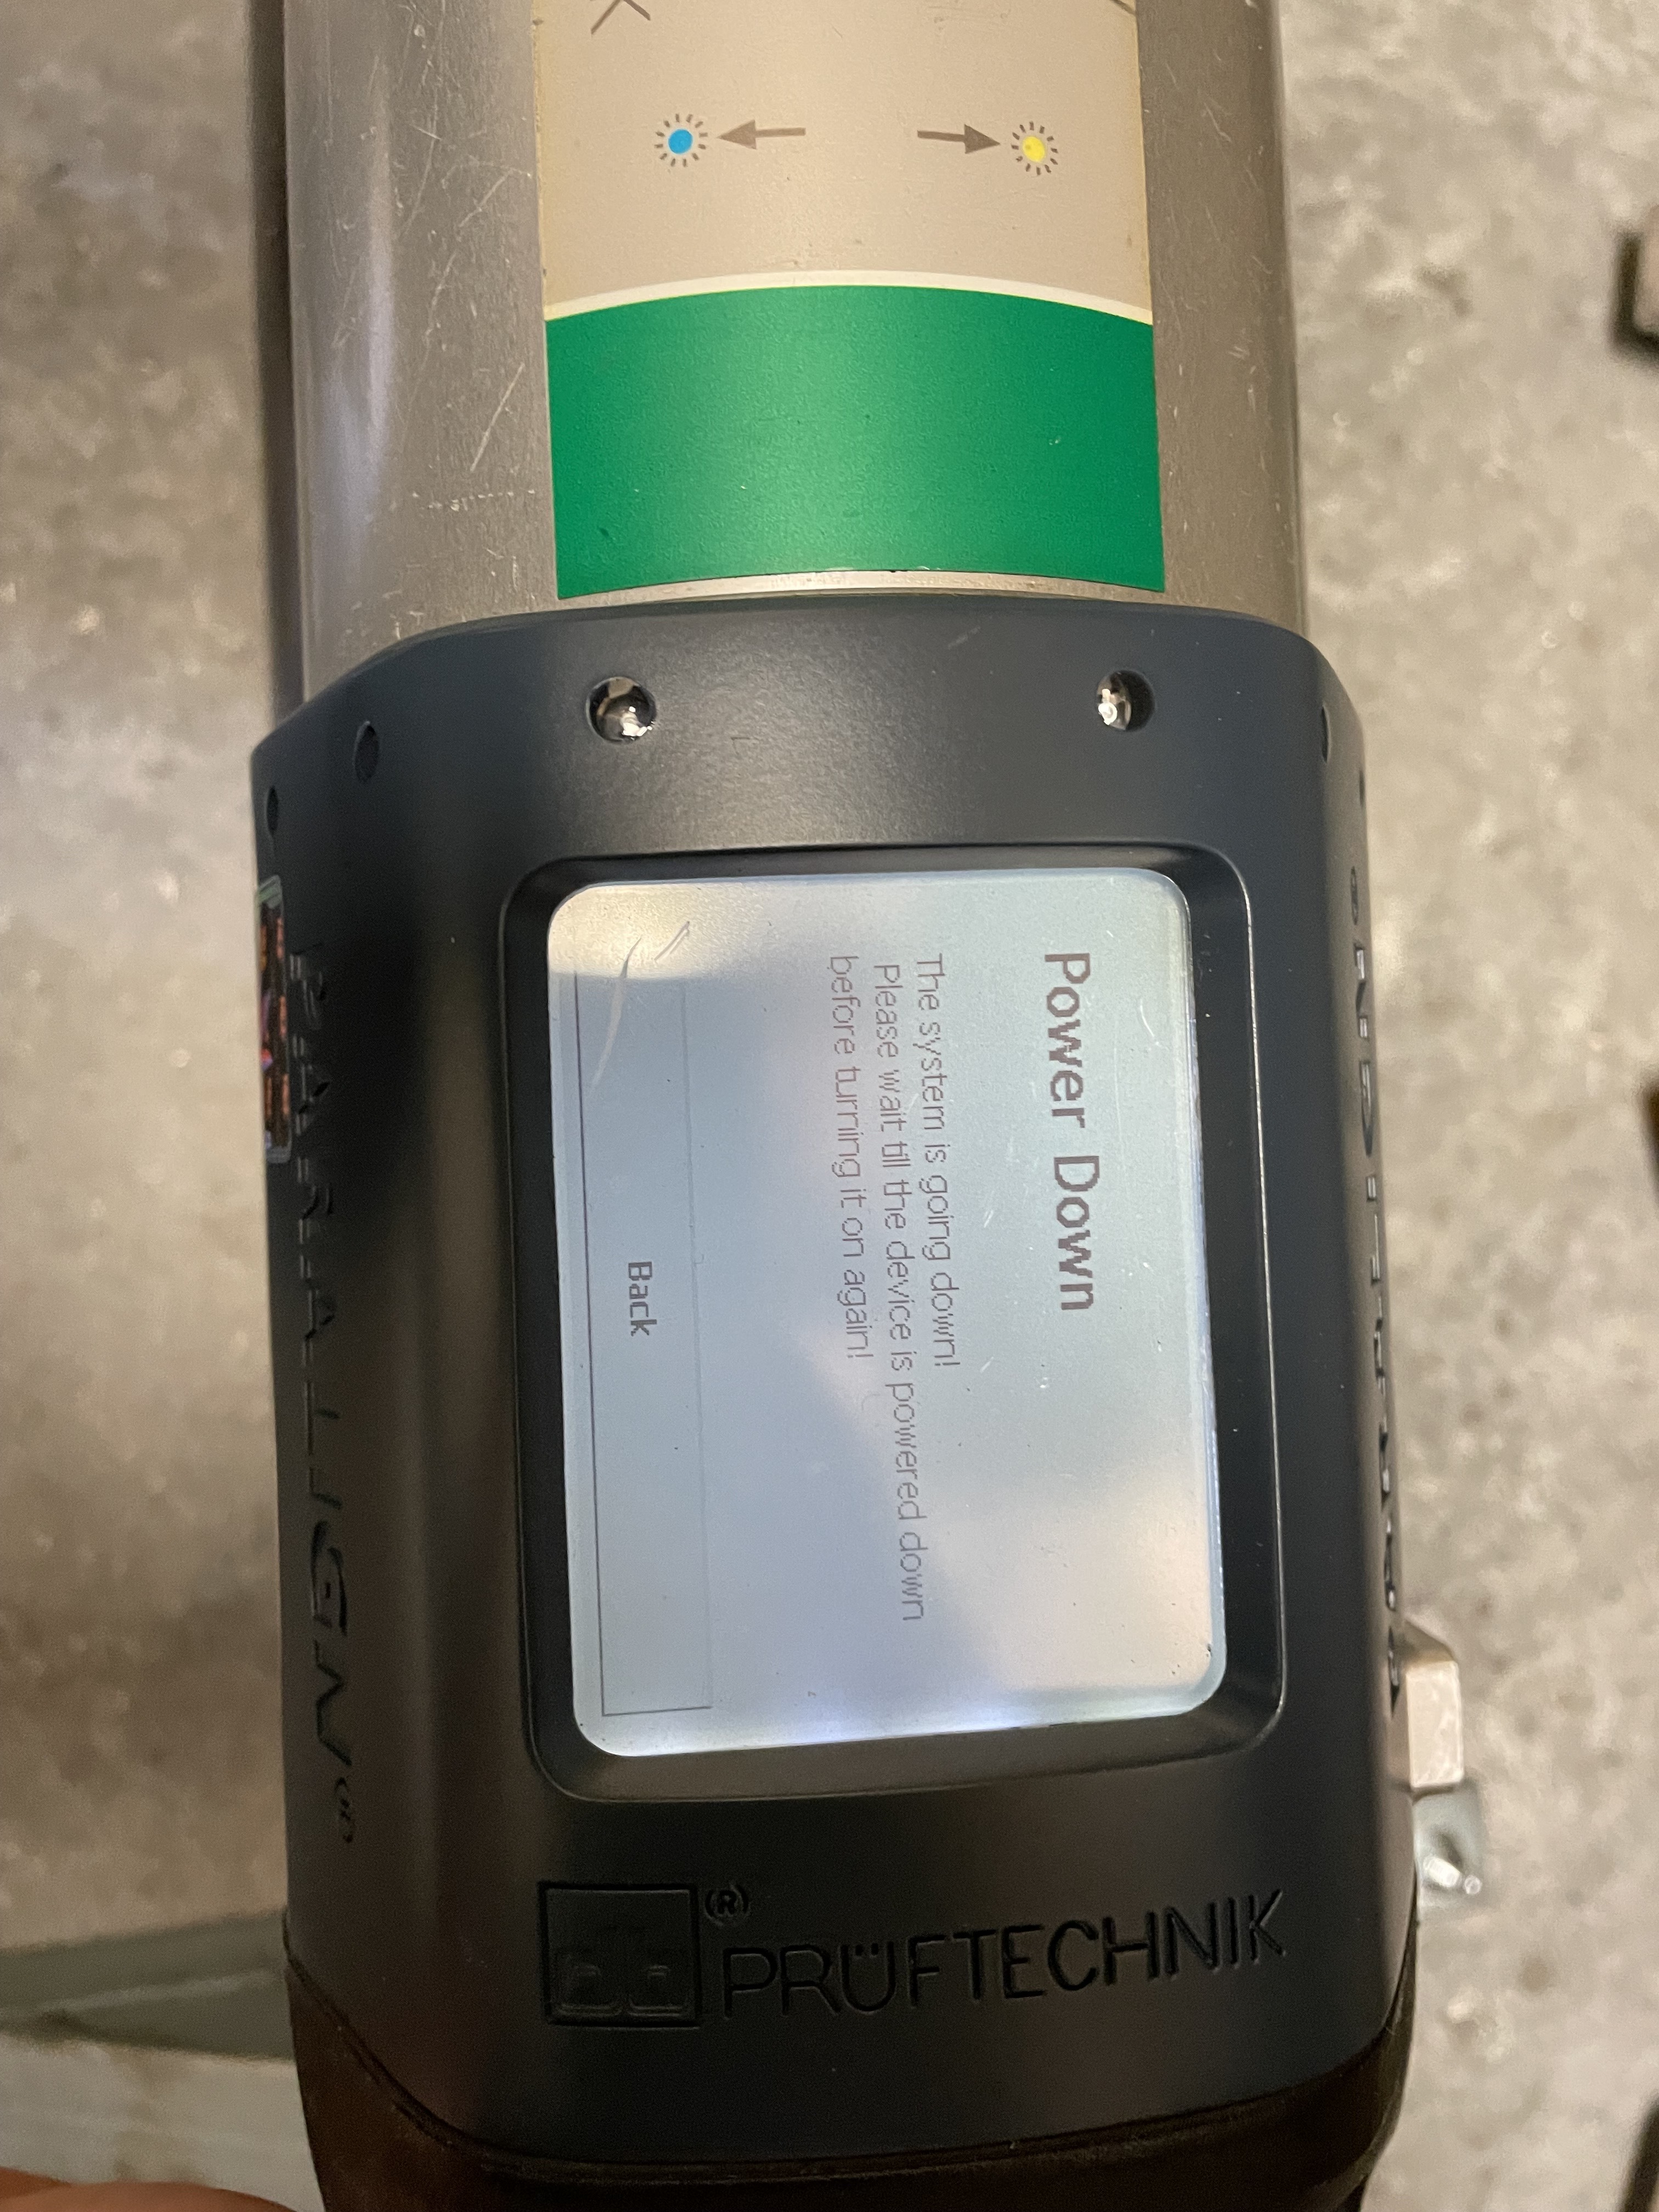 Power Down
The system is going down!
Please wait till the device is powered down
before turning it on again!
Back
(R)
PRÜFTECHNIK
PARALIGN®